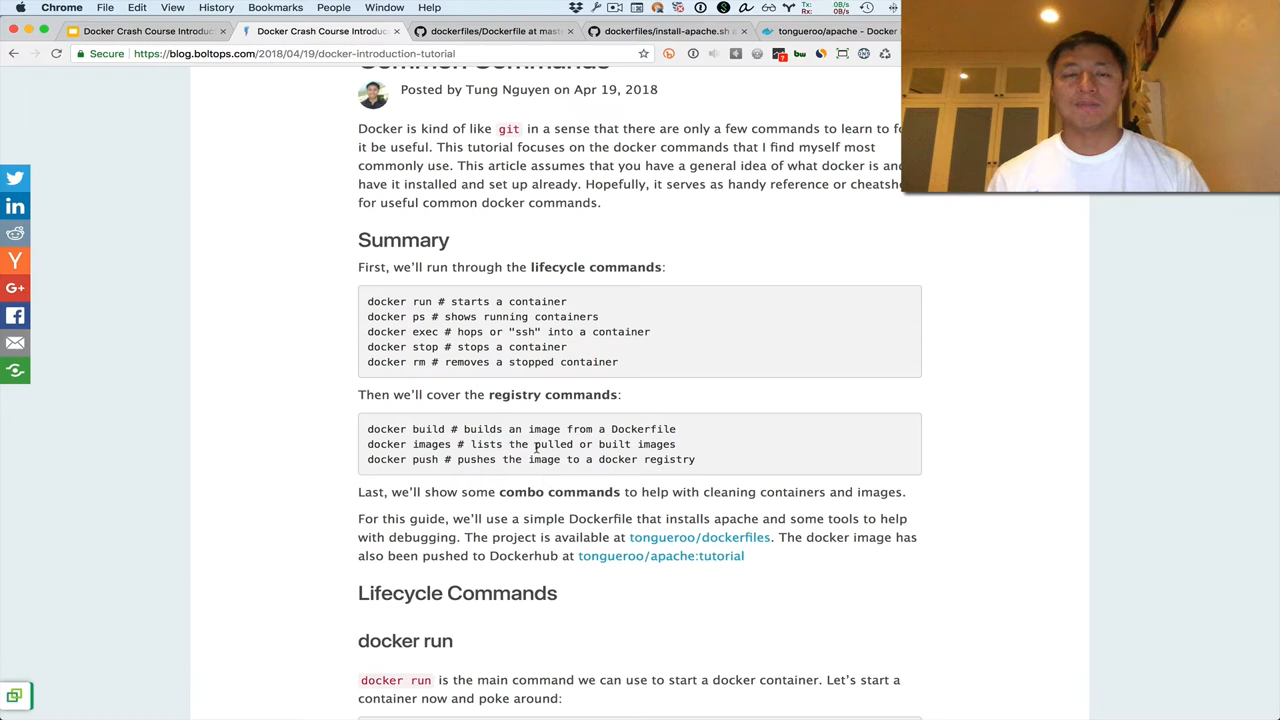 Chrome File Edit View History Bookmarks People Window Help
Tx: 0B/s
Rx: 0B/s
Docker Crash Course Introduc × Docker Crash Course Introduc × dockerfiles/Dockerfile at mast × dockerfiles/install-apache.sh a × tongueroo/apache - Docker
Secure https://blog.boltops.com/2018/04/19/docker-introduction-tutorial
Common Commands
Posted by Tung Nguyen on Apr 19, 2018
Docker is kind of like git in a sense that there are only a few commands to learn to fo
it be useful. This tutorial focuses on the docker commands that I find myself most
commonly use. This article assumes that you have a general idea of what docker is and
have it installed and set up already. Hopefully, it serves as handy reference or cheatsh
for useful common docker commands.
Summary
First, we'll run through the lifecycle commands:
docker run # starts a container
docker ps # shows running containers
docker exec # hops or "ssh" into a container
docker stop # stops a container
docker rm # removes a stopped container
Then we'll cover the registry commands:
docker build # builds an image from a Dockerfile
docker images # lists the pulled or built images
docker push # pushes the image to a docker registry
Last, we'll show some combo commands to help with cleaning containers and images.
For this guide, we'll use a simple Dockerfile that installs apache and some tools to help
with debugging. The project is available at tongueroo/dockerfiles. The docker image has
also been pushed to Dockerhub at tongueroo/apache:tutorial
Lifecycle Commands
docker run
docker run is the main command we can use to start a docker container. Let's start a
container now and poke around: